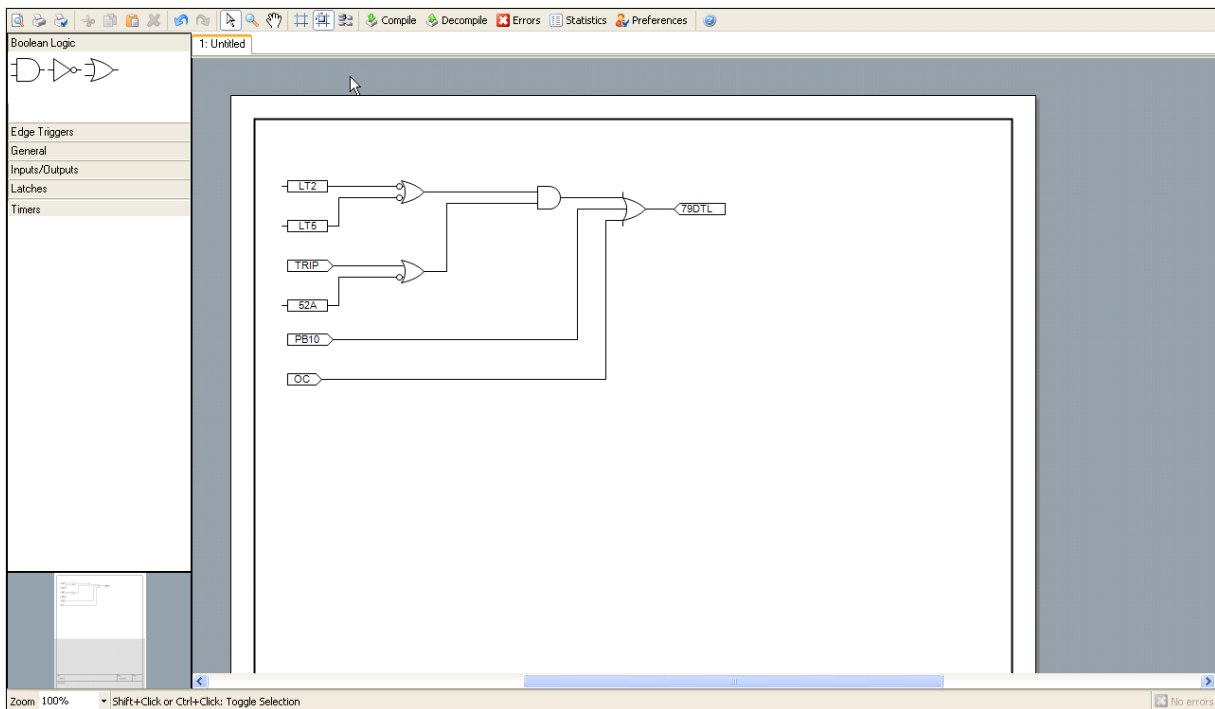 Compile Decompile Errors Statistics Preferences
Boolean Logic
1: Untitled
Edge Triggers
General
Inputs/Outputs
Latches
Timers
LT2
LT5
TRIP
52A
PB10
OC
79DTL
Zoom 100% Shift+Click or Ctrl+Click: Toggle Selection
No errors